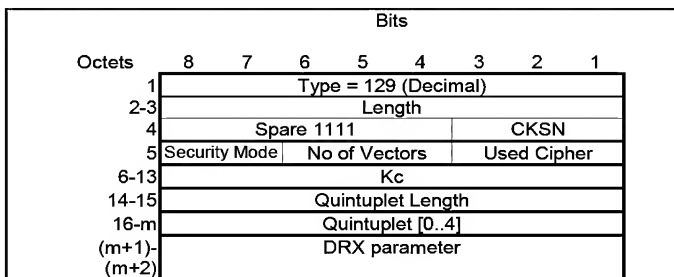 Bits
Octets 8 7 6 5 4 3 2 1
1 Type = 129 (Decimal)
2-3 Length
4 Spare 1111 CKSN
5 Security Mode No of Vectors Used Cipher
6-13 Kc
14-15 Quintuplet Length
16-m Quintuplet [0..4]
(m+1)- DRX parameter
(m+2)